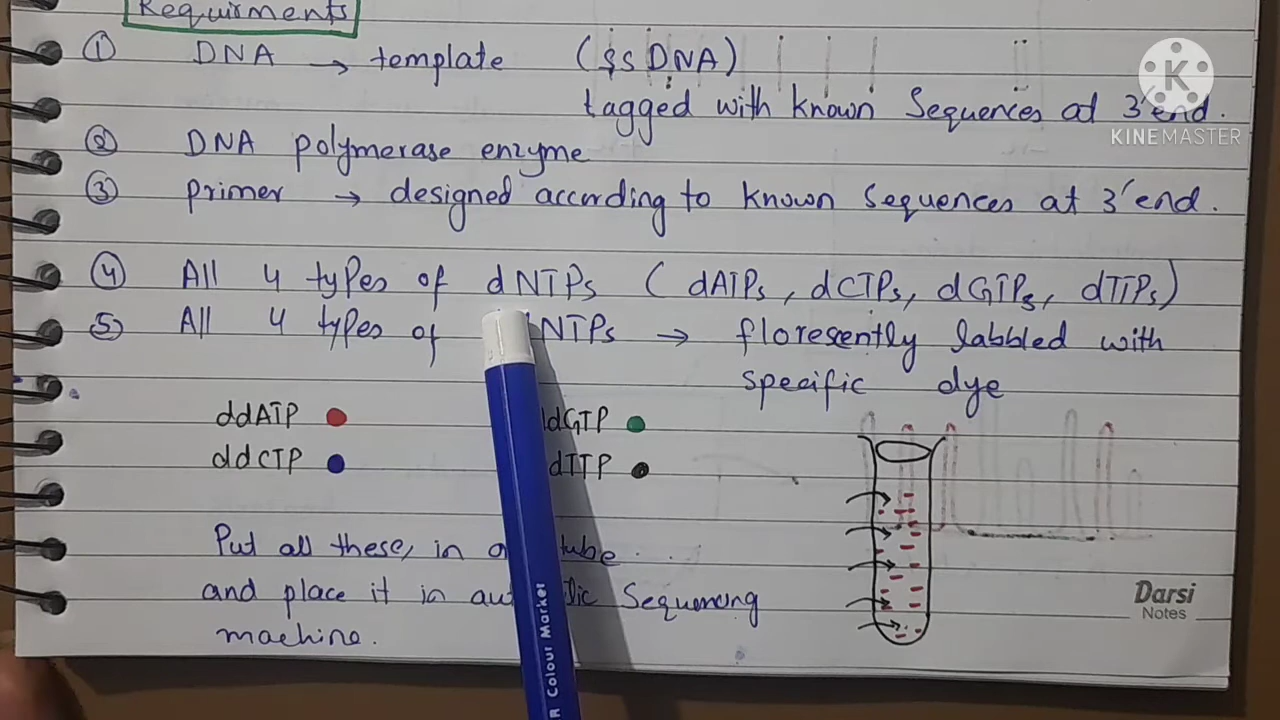 Requirments
① DNA → template (ssDNA)
tagged with known Sequences at 3'end.
KINEMASTER
② DNA polymerase enzyme
③ primer → designed according to known sequences at 3'end.
④ All 4 types of dNTPs ( dATPs, dCTPs, dGTPs, dTTPs)
⑤ All 4 types of NTPs → floresently labbled with
specific dye
ddATP dGTP
ddCTP dTTP
Put all these, in tube
and place it in Sequencing
machine.
Darsi
Notes
R Colour Marker